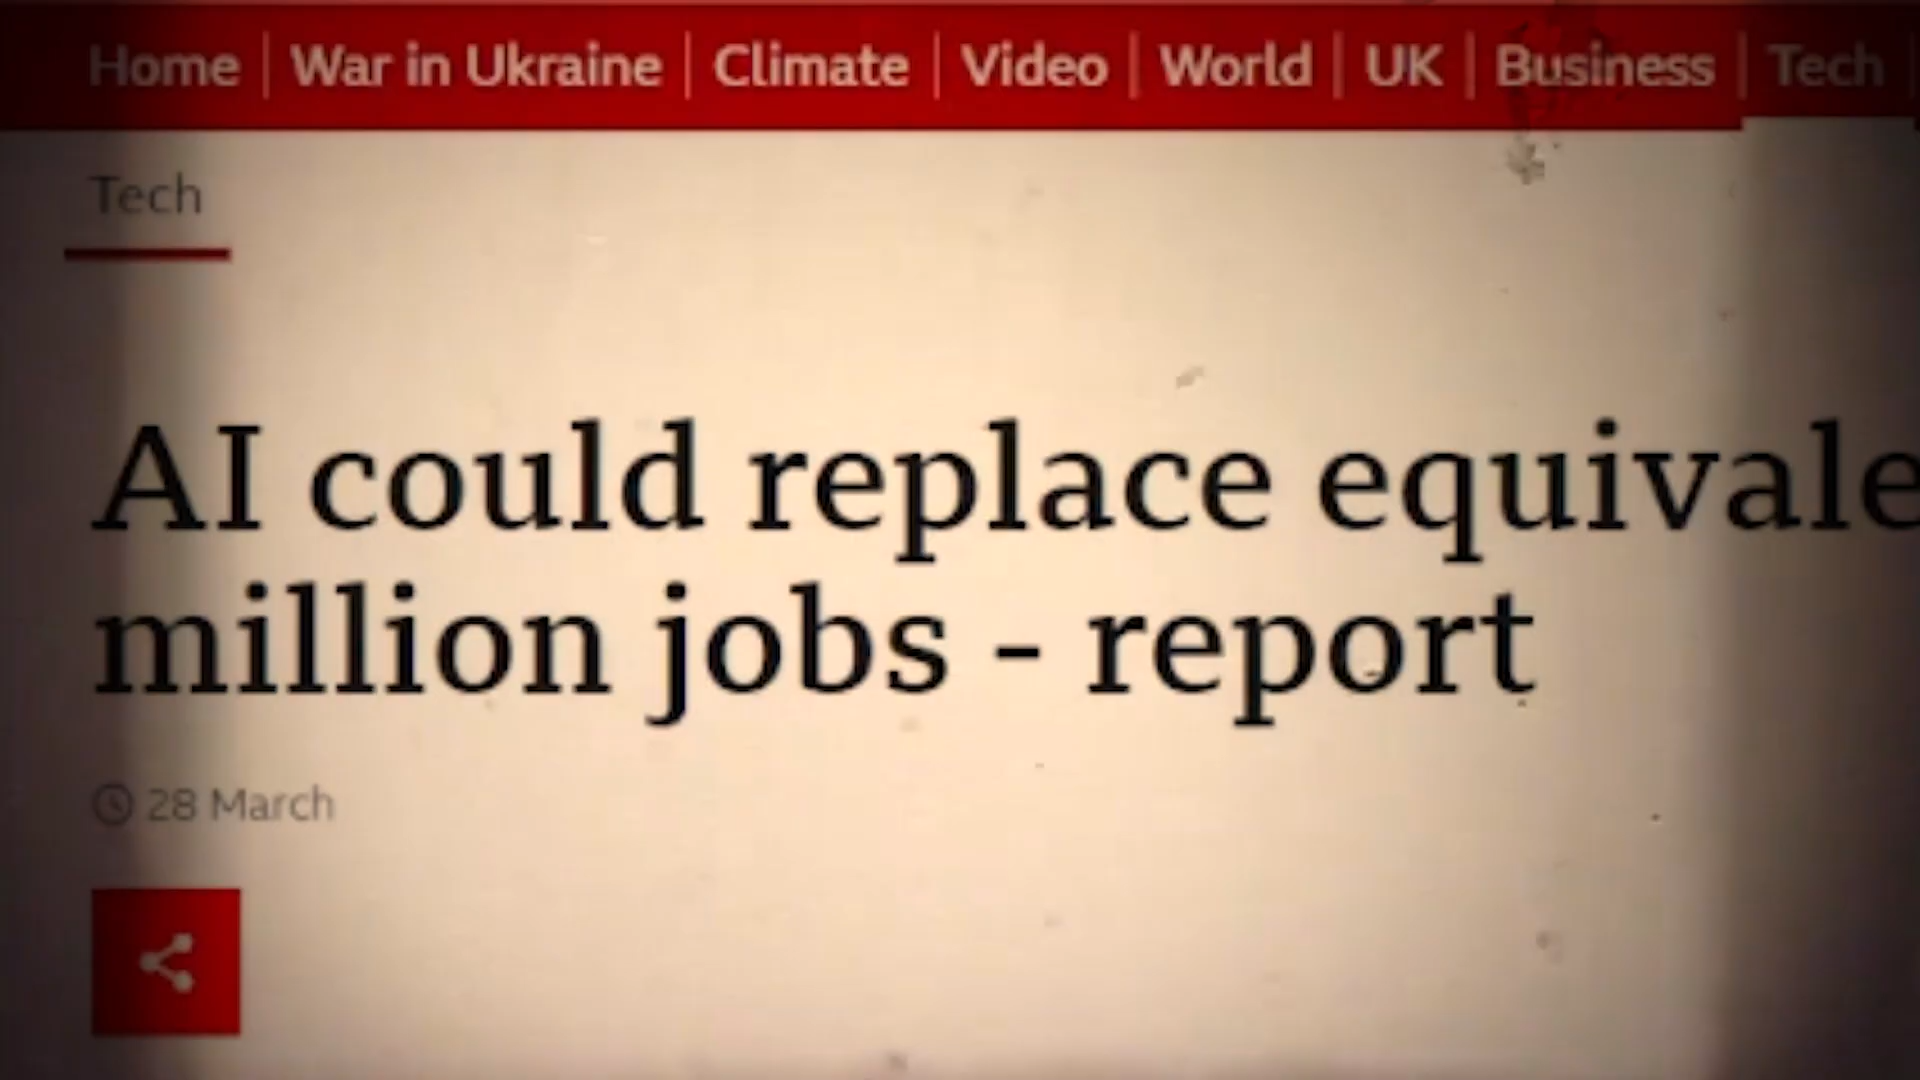 Home War in Ukraine Climate Video World UK Business Tech
Tech
AI could replace equivale
million jobs - report
28 March